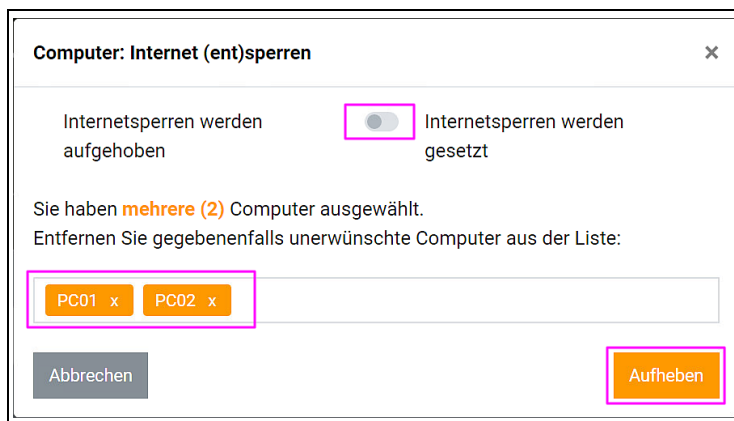 Computer: Internet (ent)sperren ×
Internetsperren werden aufgehoben
Internetsperren werden gesetzt
Sie haben mehrere (2) Computer ausgewählt.
Entfernen Sie gegebenenfalls unerwünschte Computer aus der Liste:
PC01 x PC02 x
Abbrechen Aufheben